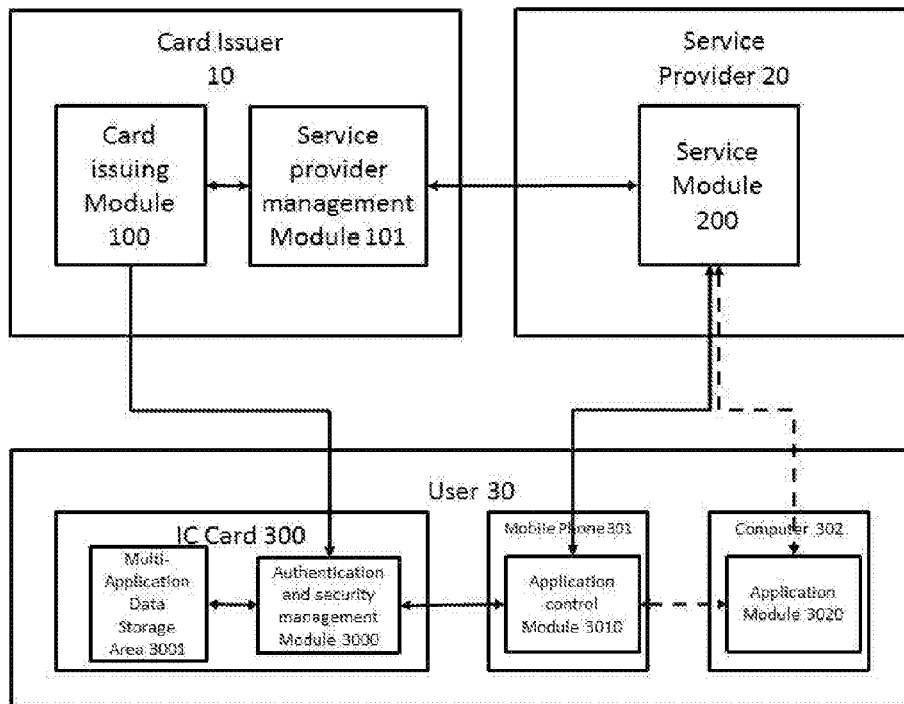 Card Issuer
10
Card
issuing
Module
100
Service
provider
management
Module 101
Service
Provider 20
Service
Module
200
User 30
IC Card 300
Multi-
Application
Data
Storage
Area 3001
Authentication
and security
management
Module 3000
Mobile Phone 301
Application
control
Module 3010
Computer 302
Application
Module 3020